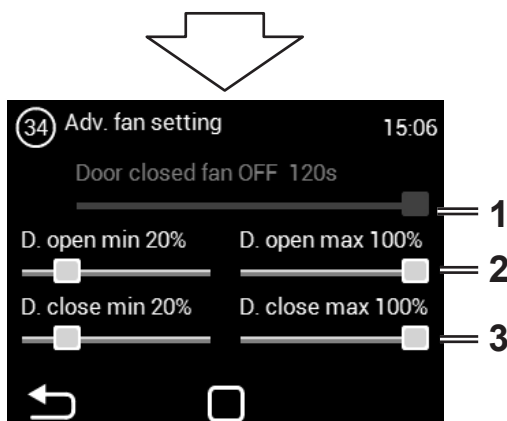 34 Adv. fan setting 15:06
Door closed fan OFF 120s
1
D. open min 20% D. open max 100%
2
D. close min 20% D. close max 100%
3